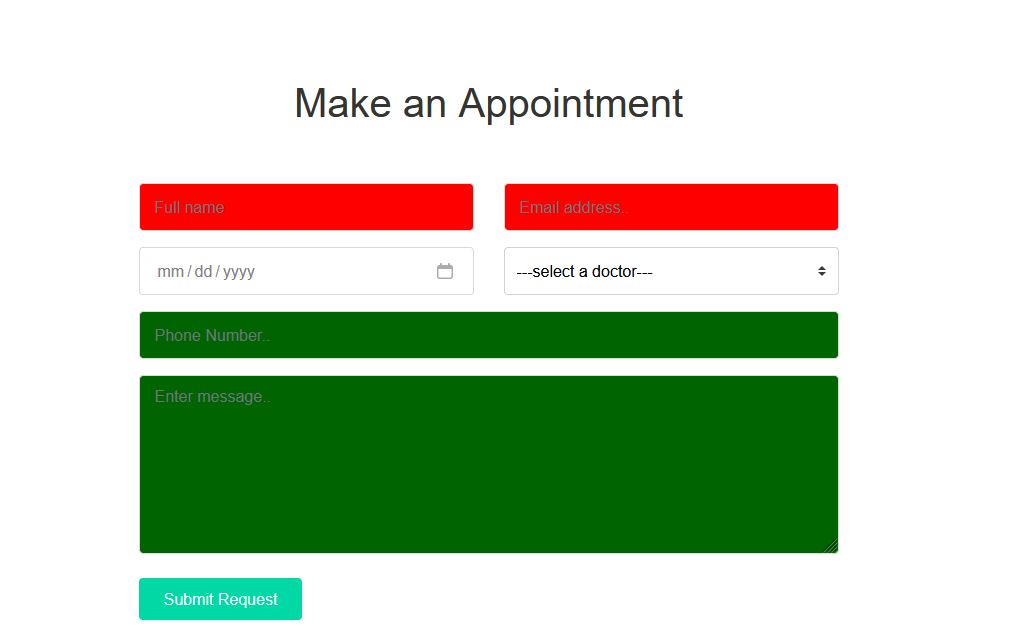 Make an Appointment
Full name
Email address..
mm/dd/yyyy
---select a doctor---
Phone Number..
Enter message..
Submit Request